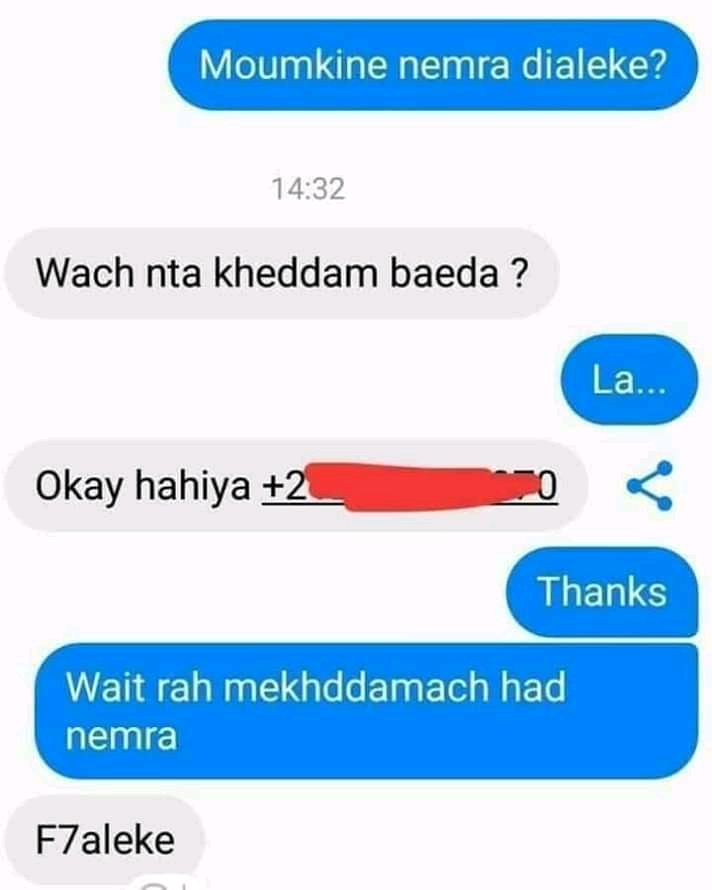 Moumkine nemra dialeke?
14:32
Wach nta kheddam baeda ?
La...
Okay hahiya +2 0
Thanks
Wait rah mekhddamach had
nemra
F7aleke